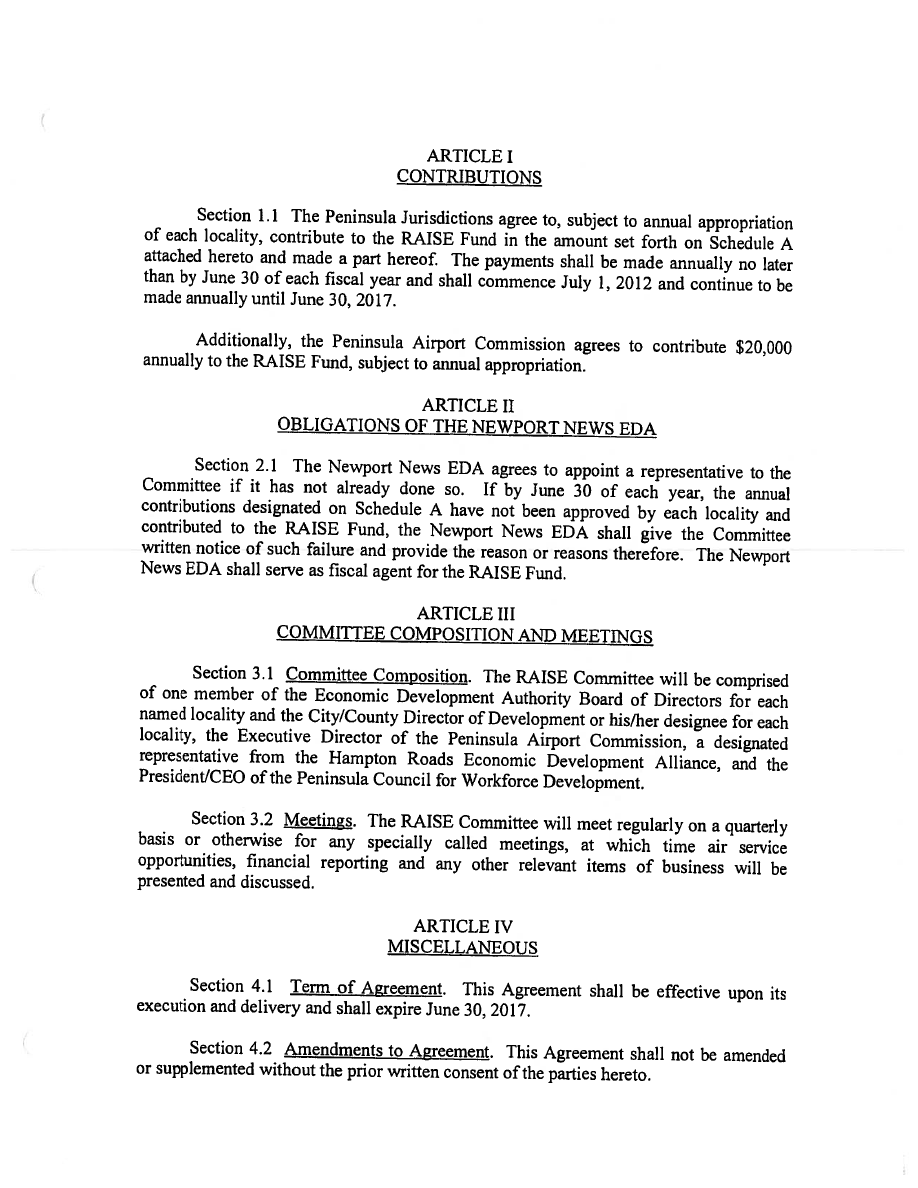 ARTICLE I
CONTRIBUTIONS
Section 1.1 The Peninsula Jurisdictions agree to, subject to annual appropriation
of each locality, contribute to the RAISE Fund in the amount set forth on Schedule A
attached hereto and made a part hereof. The payments shall be made annually no later
than by June 30 of each fiscal year and shall commence July 1, 2012 and continue to be
made annually until June 30, 2017.
Additionally, the Peninsula Airport Commission agrees to contribute $20,000
annually to the RAISE Fund, subject to annual appropriation.
ARTICLE II
OBLIGATIONS OF THE NEWPORT NEWS EDA
Section 2.1 The Newport News EDA agrees to appoint a representative to the
Committee if it has not already done so. If by June 30 of each year, the annual
contributions designated on Schedule A have not been approved by each locality and
contributed to the RAISE Fund, the Newport News EDA shall give the Committee
written notice of such failure and provide the reason or reasons therefore. The Newport
News EDA shall serve as fiscal agent for the RAISE Fund.
ARTICLE III
COMMITTEE COMPOSITION AND MEETINGS
Section 3.1 Committee Composition. The RAISE Committee will be comprised
of one member of the Economic Development Authority Board of Directors for each
named locality and the City/County Director of Development or his/her designee for each
locality, the Executive Director of the Peninsula Airport Commission, a designated
representative from the Hampton Roads Economic Development Alliance, and the
President/CEO of the Peninsula Council for Workforce Development.
Section 3.2 Meetings. The RAISE Committee will meet regularly on a quarterly
basis or otherwise for any specially called meetings, at which time air service
opportunities, financial reporting and any other relevant items of business will be
presented and discussed.
ARTICLE IV
MISCELLANEOUS
Section 4.1 Term of Agreement. This Agreement shall be effective upon its
execution and delivery and shall expire June 30, 2017.
Section 4.2 Amendments to Agreement. This Agreement shall not be amended
or supplemented without the prior written consent of the parties hereto.